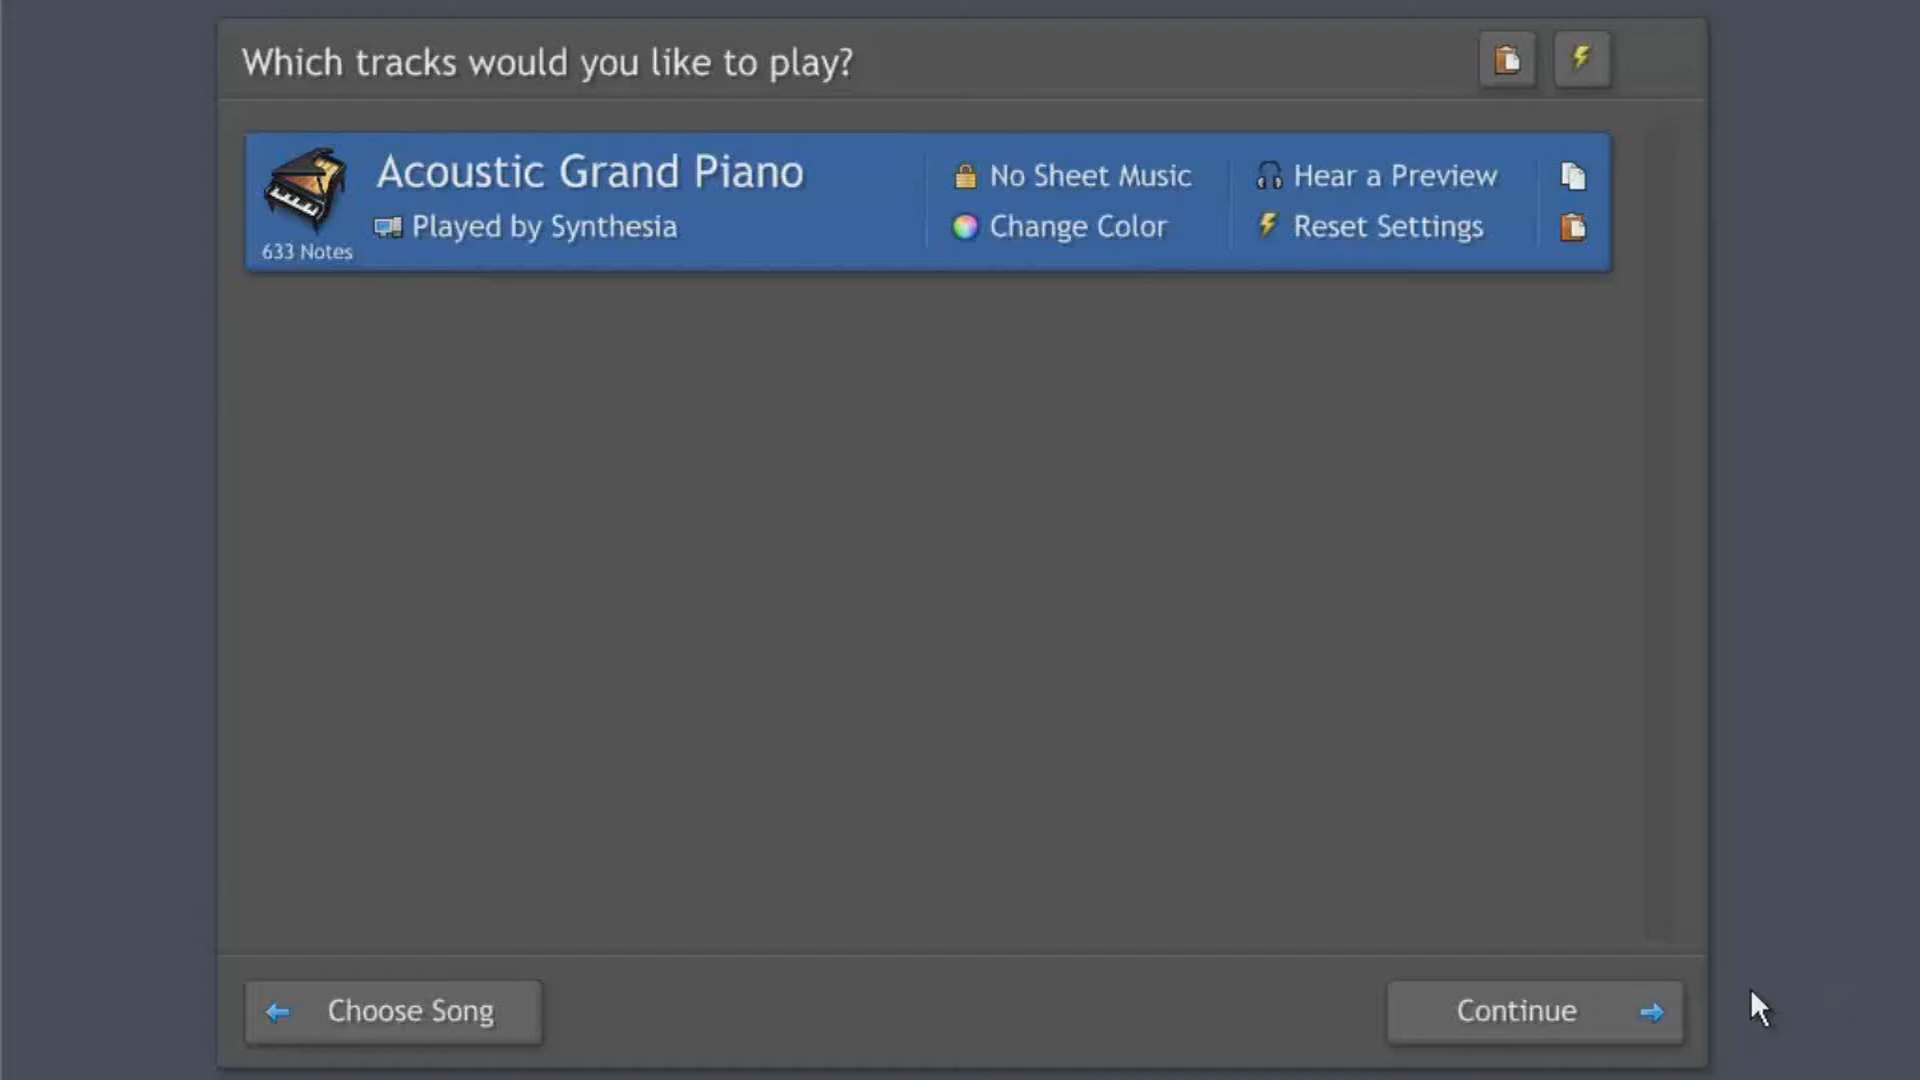 Which tracks would you like to play?
Acoustic Grand Piano
Played by Synthesia
633 Notes
No Sheet Music
Change Color
Hear a Preview
Reset Settings
Choose Song
Continue